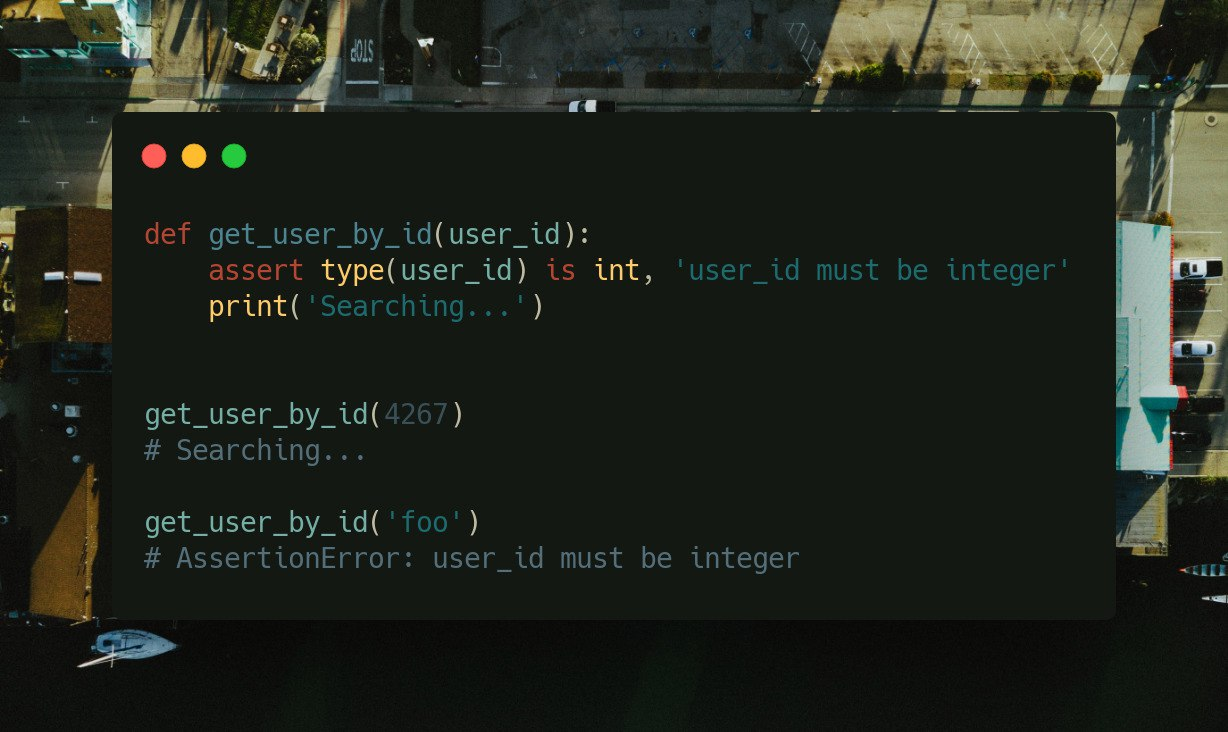 STOP
def get_user_by_id(user_id):
    assert type(user_id) is int, 'user_id must be integer'
    print('Searching...')
get_user_by_id(4267)
# Searching...
get_user_by_id('foo')
# AssertionError: user_id must be integer